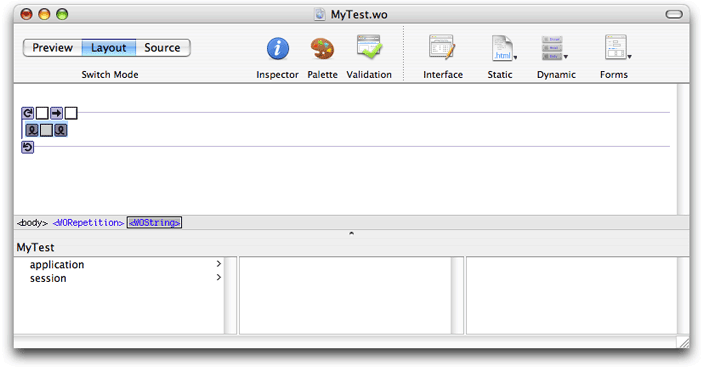 MyTest.wo
Preview Layout Source
Switch Mode Inspector Palette Validation Interface Static Dynamic Forms
.html
<body> <WORepetition> <WOString>
MyTest
application >
session >